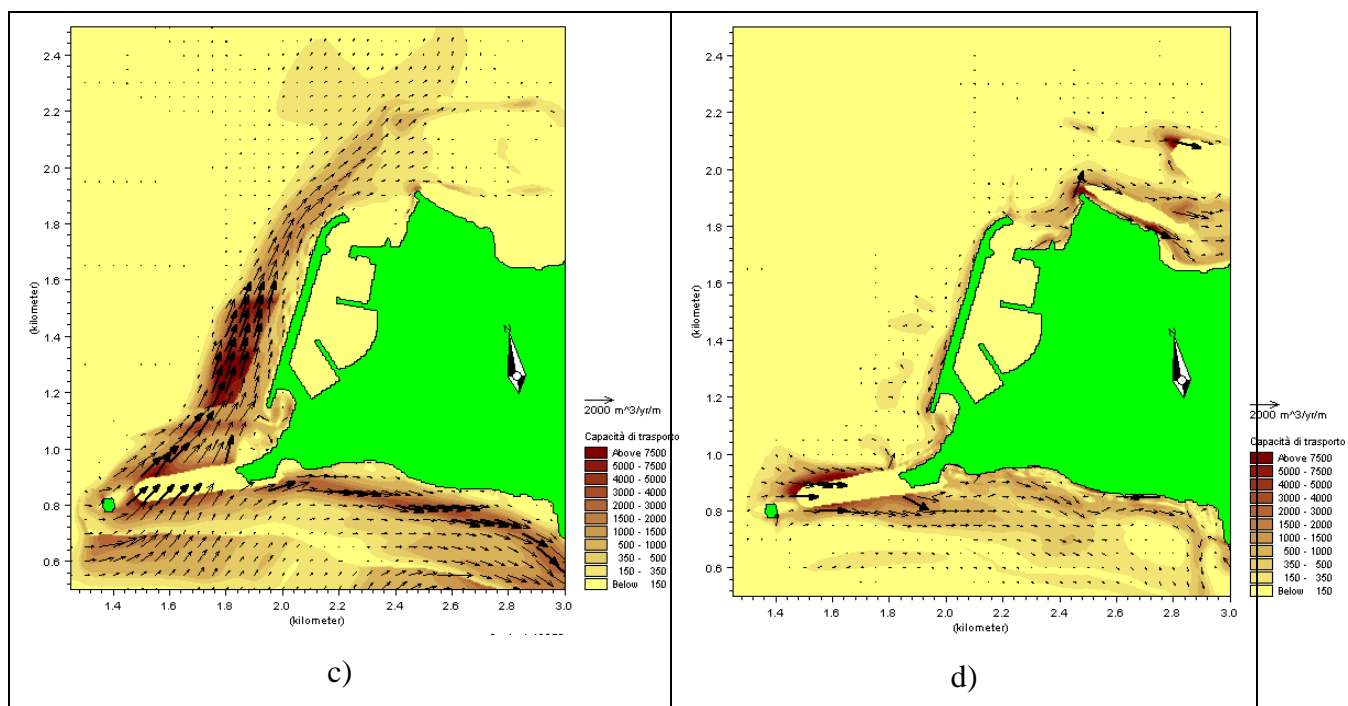 2.4
2.2
2.0
1.8
1.6
1.4
1.2
1.0
0.8
0.6
(kilometer)
1.4 1.6 1.8 2.0 2.2 2.4 2.6 2.8 3.0
(kilometer)
N
2000 m^3/yr/m
Capacità di trasporto
Above 7500
5000 - 7500
4000 - 5000
3000 - 4000
2000 - 3000
1500 - 2000
1000 - 1500
500 - 1000
350 - 500
150 - 350
Below 150
c)
2.4
2.2
2.0
1.8
1.6
1.4
1.2
1.0
0.8
0.6
(kilometer)
1.4 1.6 1.8 2.0 2.2 2.4 2.6 2.8 3.0
(kilometer)
N
2000 m^3/yr/m
Capacità di trasporto
Above 7500
5000 - 7500
4000 - 5000
3000 - 4000
2000 - 3000
1500 - 2000
1000 - 1500
500 - 1000
350 - 500
150 - 350
Below 150
d)